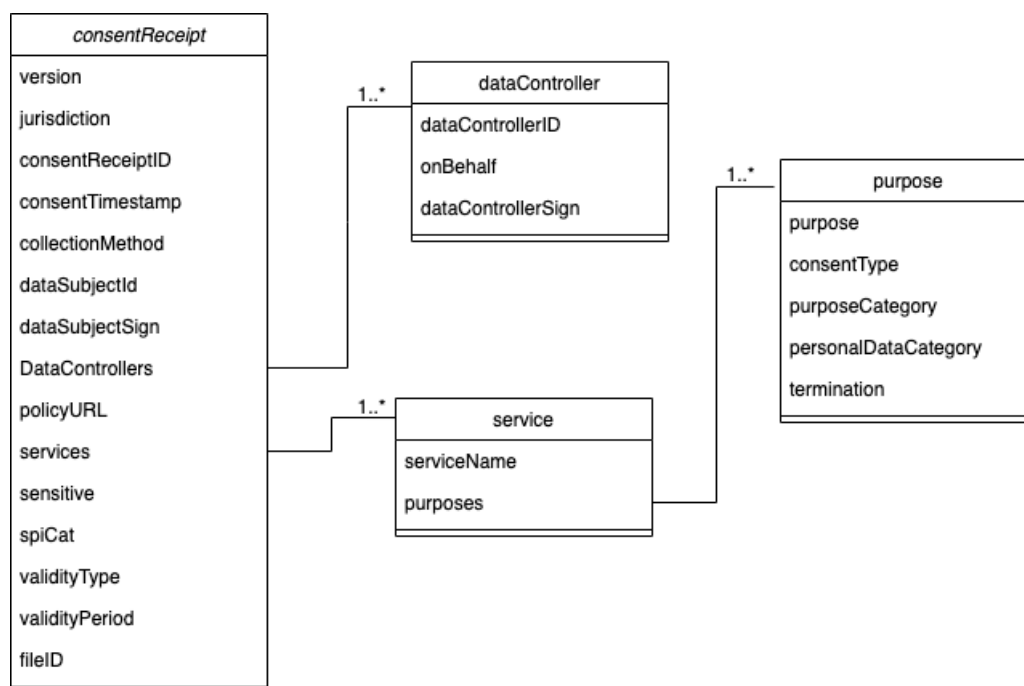 consentReceipt
version
jurisdiction
consentReceiptID
consentTimestamp
collectionMethod
dataSubjectId
dataSubjectSign
DataControllers
policyURL
services
sensitive
spiCat
validityType
validityPeriod
fileID
1..*
dataController
dataControllerID
onBehalf
dataControllerSign
1..*
service
serviceName
purposes
1..*
purpose
purpose
consentType
purposeCategory
personalDataCategory
termination